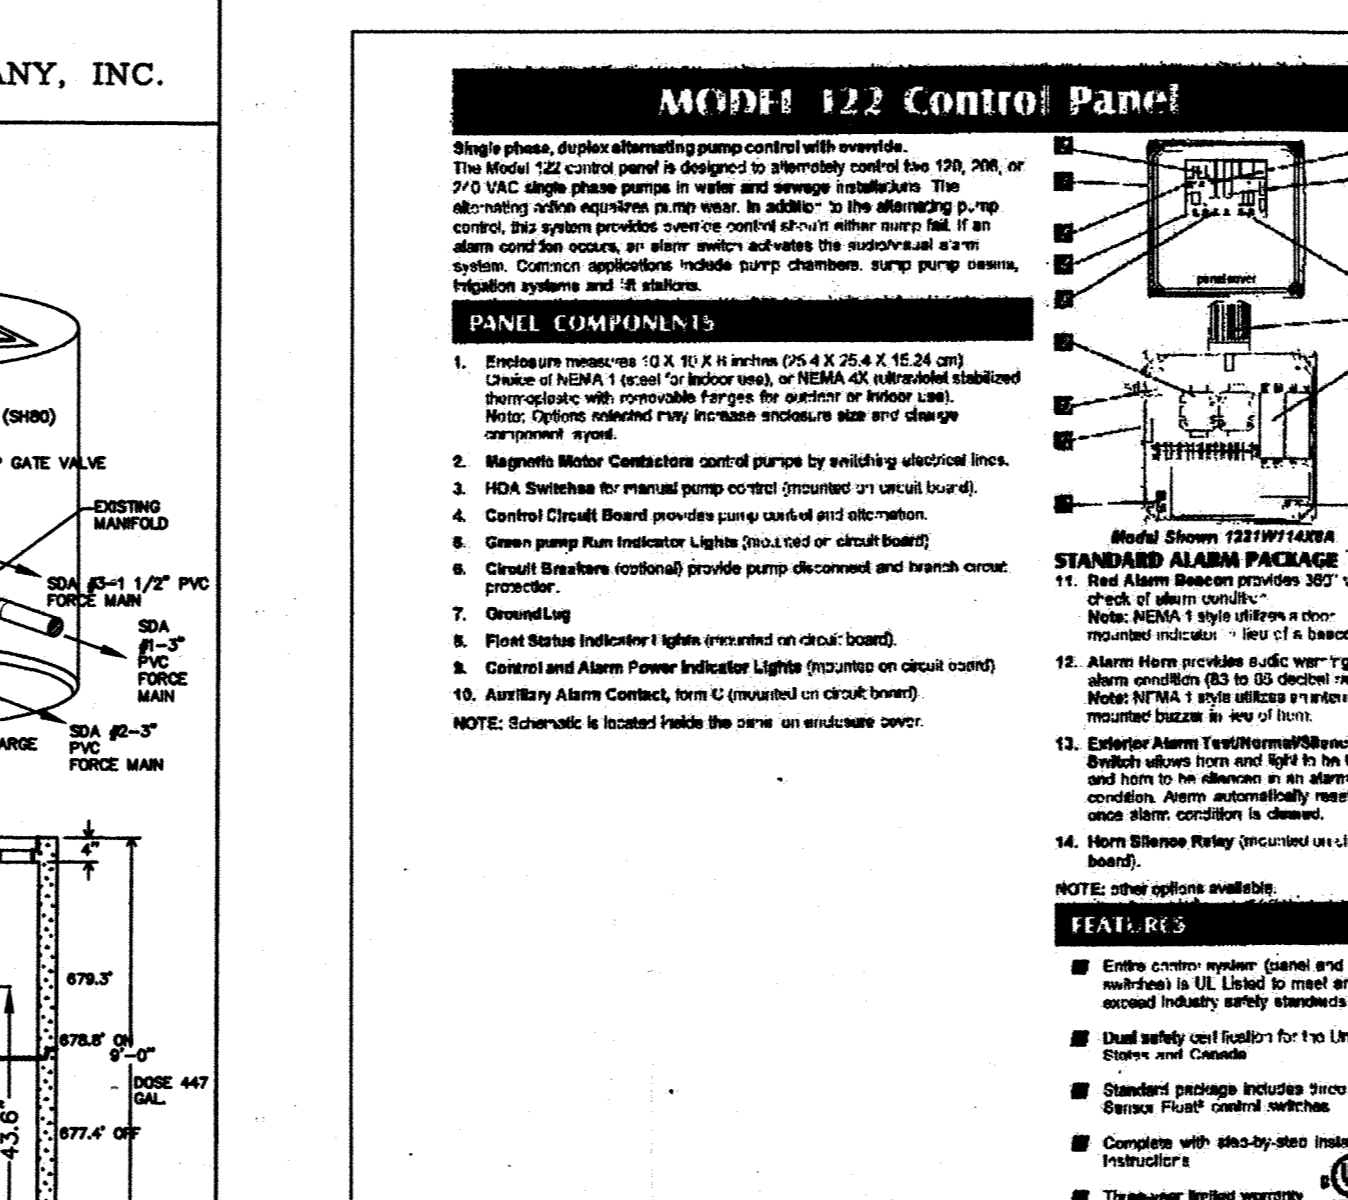 ANY, INC.
(SH80)
GATE VALVE
EXISTING
MANIFOLD
SDA #3-1 1/2" PVC
FORCE MAIN
SDA
#1-3"
PVC
FORCE
MAIN
SDA #2-3"
PVC
FORCE MAIN
ARGE
4"
679.3'
678.8' ON
9'-0"
DOSE 447
GAL.
43.6"
677.4' OFF
MODEL 122 Control Panel
Single phase, duplex alternating pump control with override.
The Model 122 control panel is designed to alternately control two 120, 208, or
240 VAC single phase pumps in water and sewage installations. The
alternating action equalizes pump wear. In addition to the alternating pump
control, this system provides override control should either pump fail. If an
alarm condition occurs, an alarm switch activates the audio/visual alarm
system. Common applications include pump chambers, sump pump basins,
irrigation systems and lift stations.
PANEL COMPONENTS
1. Enclosure measures 10 X 10 X 6 inches (25.4 X 25.4 X 15.24 cm)
Choice of NEMA 1 (steel for indoor use), or NEMA 4X (ultraviolet stabilized
thermoplastic with removable flanges for outdoor or indoor use).
Note: Options selected may increase enclosure size and change
component layout.
2. Magnetic Motor Contactors control pumps by switching electrical lines.
3. HOA Switches for manual pump control (mounted on circuit board).
4. Control Circuit Board provides pump control and alternation.
5. Green pump Run Indicator Lights (mounted on circuit board)
6. Circuit Breakers (optional) provide pump disconnect and branch circuit
protection.
7. Ground Lug
8. Float Status Indicator Lights (mounted on circuit board).
9. Control and Alarm Power Indicator Lights (mounted on circuit board)
10. Auxiliary Alarm Contact, form C (mounted on circuit board).
NOTE: Schematic is located inside the panel on enclosure cover.
panel cover
Model Shown 1221W114X8A
STANDARD ALARM PACKAGE
11. Red Alarm Beacon provides 360°
check of alarm condition
Note: NEMA 1 style utilizes a door
mounted indicator in lieu of a beaco
12. Alarm Horn provides audio warning
alarm condition (83 to 85 decibel
Note: NEMA 1 style utilizes an intern
mounted buzzer in lieu of horn.
13. Exterior Alarm Test/Normal/Silenc
Switch allows horn and light to be
and horn to be silenced in an alarm
condition. Alarm automatically rese
once alarm condition is cleared.
14. Horn Silence Relay (mounted on ci
board).
NOTE: other options available.
FEATURES
Entire control system (panel and
switches) is UL Listed to meet an
exceed industry safety standards
Dual safety certification for the Un
States and Canada
Standard package includes three
Sensor Float® control switches
Complete with step-by-step insta
instructions
Three-year limited warranty